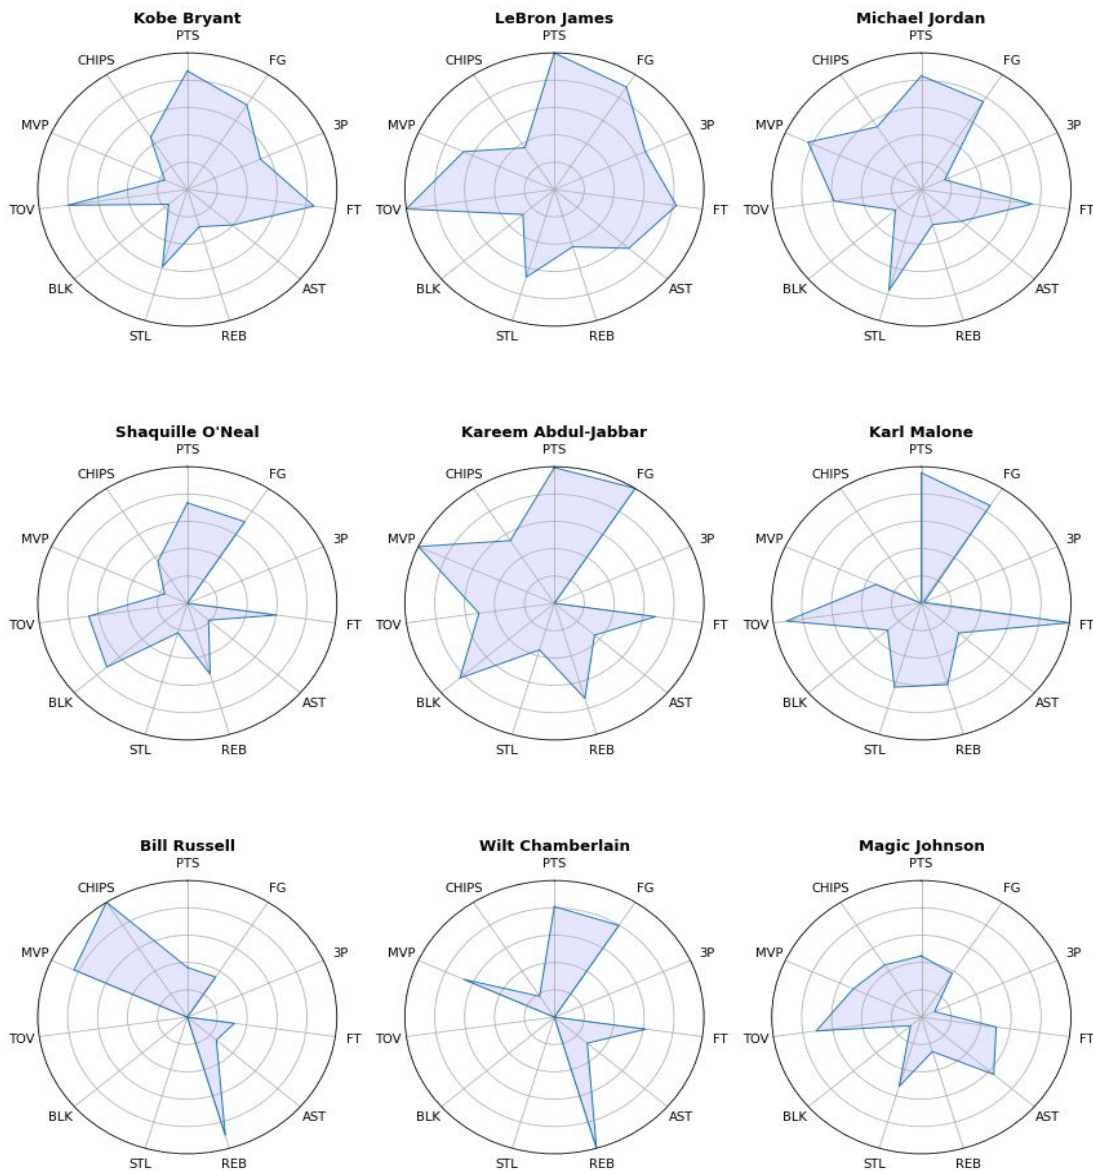 Kobe Bryant
PTS
FG
3P
FT
AST
REB
STL
BLK
TOV
MVP
CHIPS
LeBron James
PTS
FG
3P
FT
AST
REB
STL
BLK
TOV
MVP
CHIPS
Michael Jordan
PTS
FG
3P
FT
AST
REB
STL
BLK
TOV
MVP
CHIPS
Shaquille O'Neal
PTS
FG
3P
FT
AST
REB
STL
BLK
TOV
MVP
CHIPS
Kareem Abdul-Jabbar
PTS
FG
3P
FT
AST
REB
STL
BLK
TOV
MVP
CHIPS
Karl Malone
PTS
FG
3P
FT
AST
REB
STL
BLK
TOV
MVP
CHIPS
Bill Russell
PTS
FG
3P
FT
AST
REB
STL
BLK
TOV
MVP
CHIPS
Wilt Chamberlain
PTS
FG
3P
FT
AST
REB
STL
BLK
TOV
MVP
CHIPS
Magic Johnson
PTS
FG
3P
FT
AST
REB
STL
BLK
TOV
MVP
CHIPS